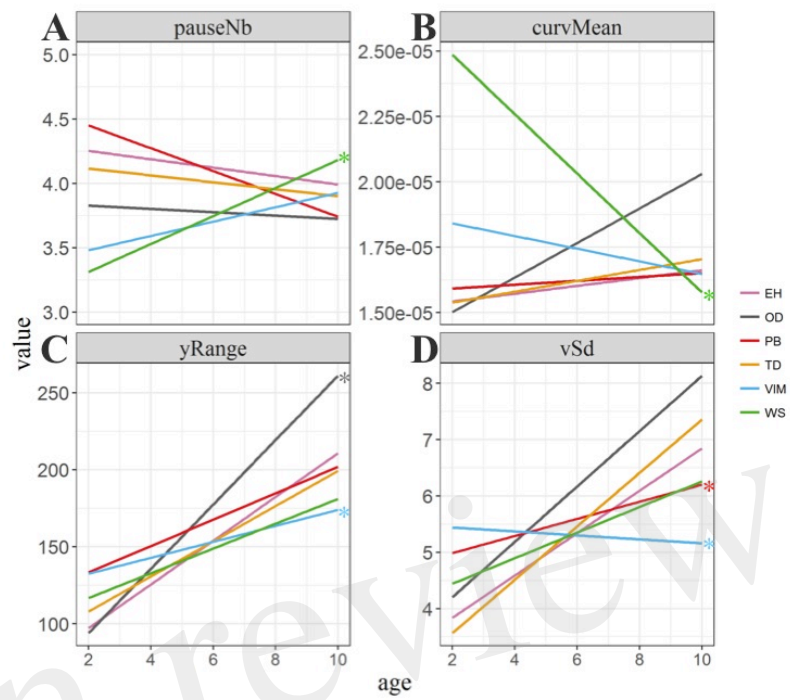 A pauseNb
B curvMean
5.0
4.5
4.0
3.5
3.0
2.50e-05
2.25e-05
2.00e-05
1.75e-05
1.50e-05
*
*
value
C yRange
D vSd
250
200
150
100
8
7
6
5
4
*
*
*
*
2 4 6 8 10
2 4 6 8 10
age
EH
OD
PB
TD
VIM
WS
n review